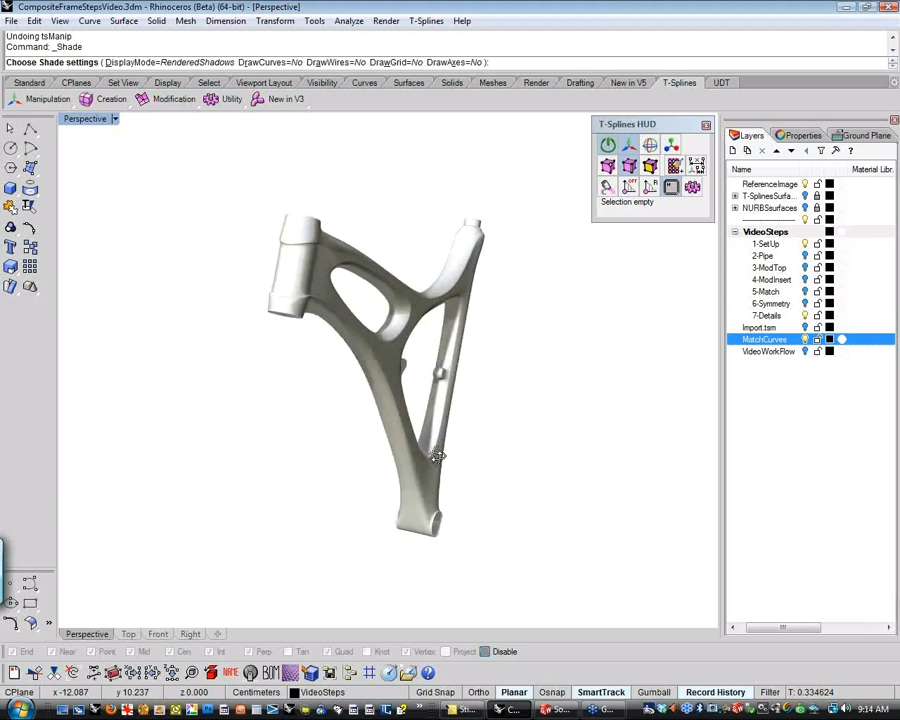 CompositeFrameStepsVideo.3dm - Rhinoceros (Beta) (64-bit) - [Perspective]
File Edit View Curve Surface Solid Mesh Dimension Transform Tools Analyze Render T-Splines Help
Undoing tsManip
Command: _Shade
Choose Shade settings ( DisplayMode=RenderedShadows DrawCurves=No DrawWires=No DrawGrid=No DrawAxes=No ):
Standard CPlanes Set View Display Select Viewport Layout Visibility Curves Surfaces Solids Meshes Render Drafting New in V5 T-Splines UDT
Manipulation Creation Modification Utility New in V3
Perspective
T-Splines HUD
Selection empty
Layers Properties Ground Plane
Name Material Libr.
ReferenceImage
T-SplinesSurfa...
NURBSsurfaces
--------------------
VideoSteps
1-SetUp
2-Pipe
3-ModTop
4-ModInsert
5-Match
6-Symmetry
7-Details
Import.tsm
MatchCurves
VideoWorkFlow
Perspective Top Front Right
End Near Point Mid Cen Int Perp Tan Quad Knot Vertex Project Disable
NAME BOM
CPlane x -12.087 y 10.237 z 0.000 Centimeters VideoSteps Grid Snap Ortho Planar Osnap SmartTrack Gumball Record History Filter T: 0.334624
Sti... C... So... G... 9:14 AM